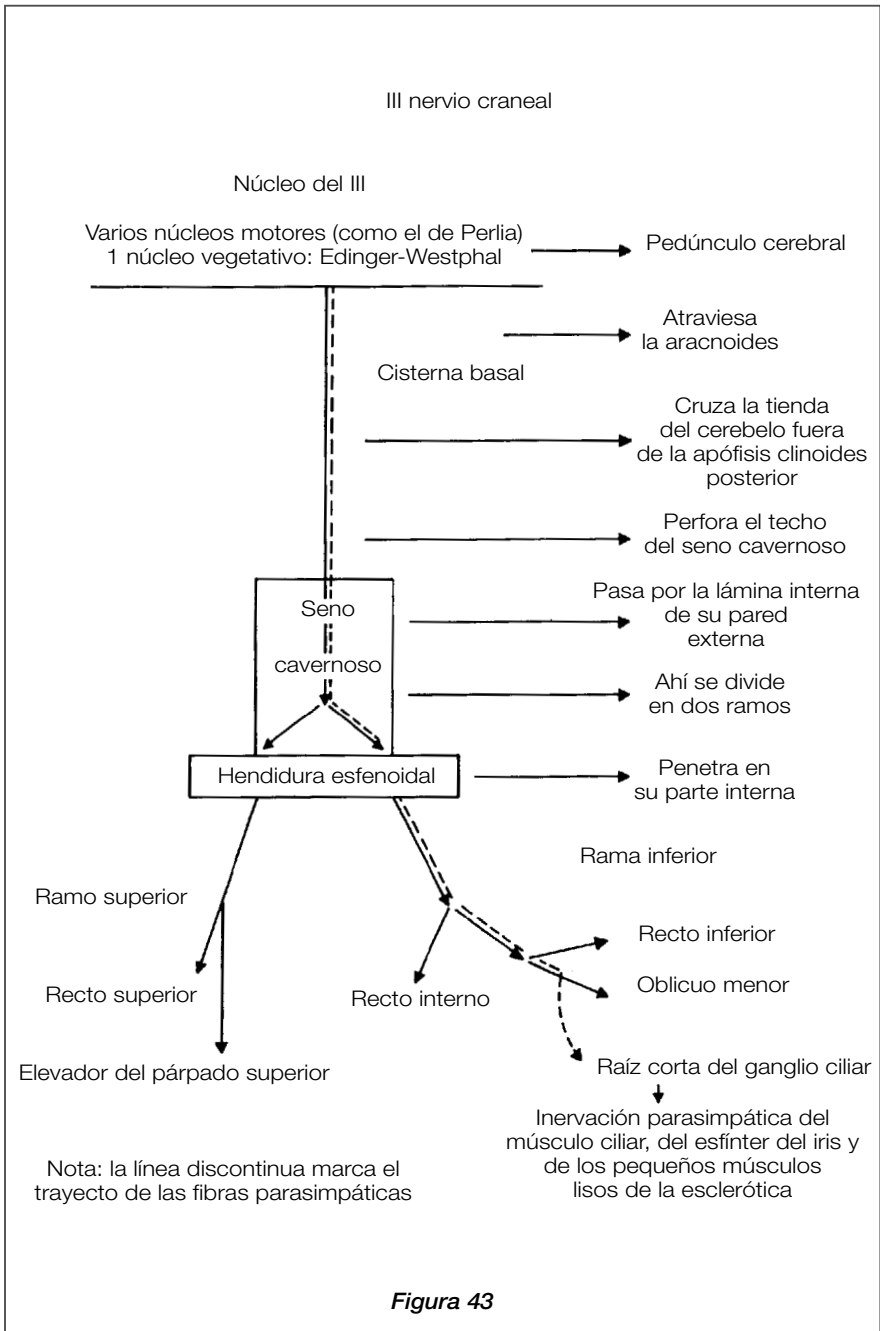 III nervio craneal
Núcleo del III
Varios núcleos motores (como el de Perlia)
1 núcleo vegetativo: Edinger-Westphal
Pedúnculo cerebral
Atraviesa
la aracnoides
Cisterna basal
Cruza la tienda
del cerebelo fuera
de la apófisis clinoides
posterior
Perfora el techo
del seno cavernoso
Seno
cavernoso
Pasa por la lámina interna
de su pared
externa
Ahí se divide
en dos ramos
Hendidura esfenoidal
Penetra en
su parte interna
Rama inferior
Ramo superior
Recto superior
Elevador del párpado superior
Recto interno
Recto inferior
Oblicuo menor
Raíz corta del ganglio ciliar
Inervación parasimpática del
músculo ciliar, del esfínter del iris y
de los pequeños músculos
lisos de la esclerótica
Nota: la línea discontinua marca el
trayecto de las fibras parasimpáticas
Figura 43